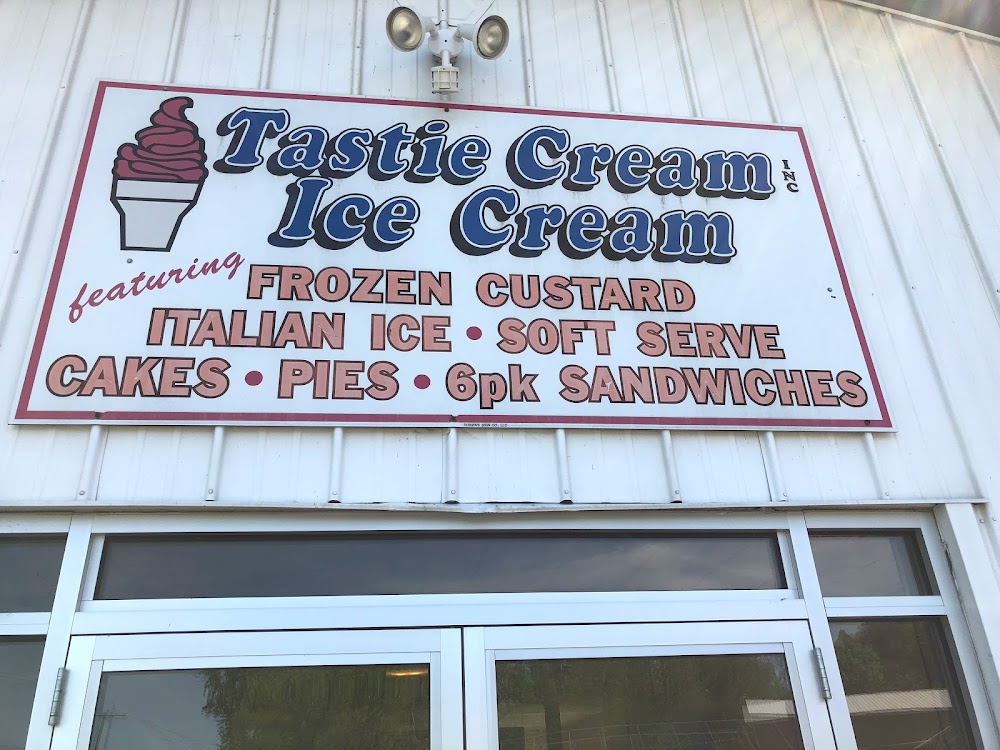 Tastie Cream INC
Ice Cream
featuring
FROZEN CUSTARD
ITALIAN ICE • SOFT SERVE
CAKES • PIES • 6pk SANDWICHES